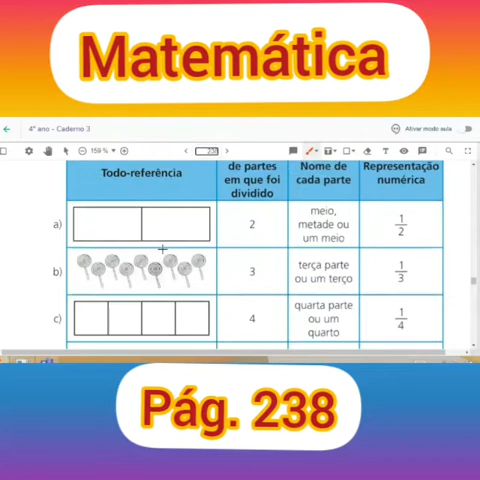 Matemática
4º ano - Caderno 3
Ativar modo aula
159 %
238
Todo-referência
de partes em que foi dividido
Nome de cada parte
Representação numérica
a)
2
meio, metade ou um meio
1/2
b)
3
terça parte ou um terço
1/3
c)
4
quarta parte ou um quarto
1/4
Pág. 238